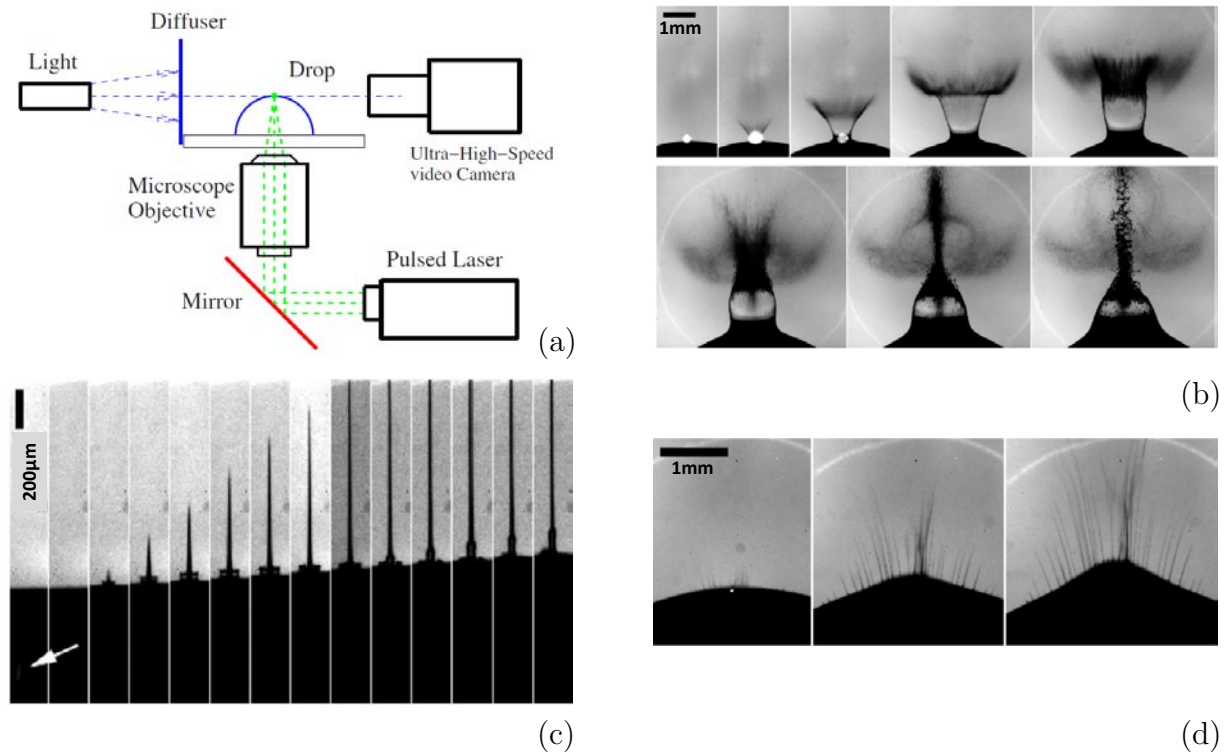 Diffuser
Light
Drop
Ultra−High−Speed
video Camera
Microscope
Objective
Pulsed Laser
Mirror
(a)
1mm
(b)
200µm
(c)
1mm
(d)